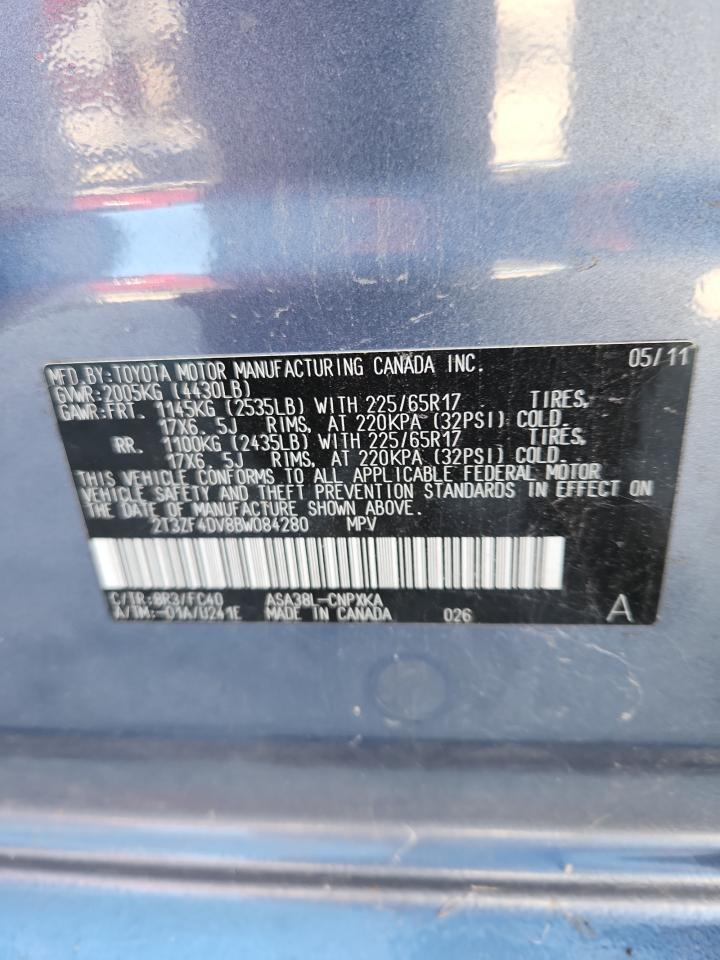 MFD.BY:TOYOTA MOTOR MANUFACTURING CANADA INC. 05/11
GVWR:2005KG (4430LB)
GAWR:FRT. 1145KG (2535LB) WITH 225/65R17 TIRES,
17X6.5J RIMS, AT 220KPA (32PSI) COLD.
RR. 1100KG (2435LB) WITH 225/65R17 TIRES,
17X6.5J RIMS, AT 220KPA (32PSI) COLD.
THIS VEHICLE CONFORMS TO ALL APPLICABLE FEDERAL MOTOR
VEHICLE SAFETY AND THEFT PREVENTION STANDARDS IN EFFECT ON
THE DATE OF MANUFACTURE SHOWN ABOVE.
2T3ZF4DV8BW084280 MPV
C/TR:8R3/FC40 ASA38L-CNPXKA
A/TM:-01A/U241E MADE IN CANADA 026 A